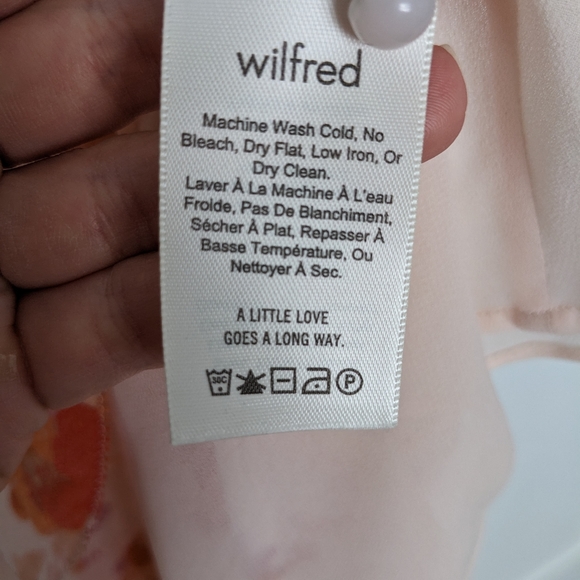 wilfred
Machine Wash Cold, No
Bleach, Dry Flat, Low Iron, Or
Dry Clean.
Laver À La Machine À L'eau
Froide, Pas De Blanchiment,
Sécher À Plat, Repasser À
Basse Température, Ou
Nettoyer À Sec.
A LITTLE LOVE
GOES A LONG WAY.
30C P